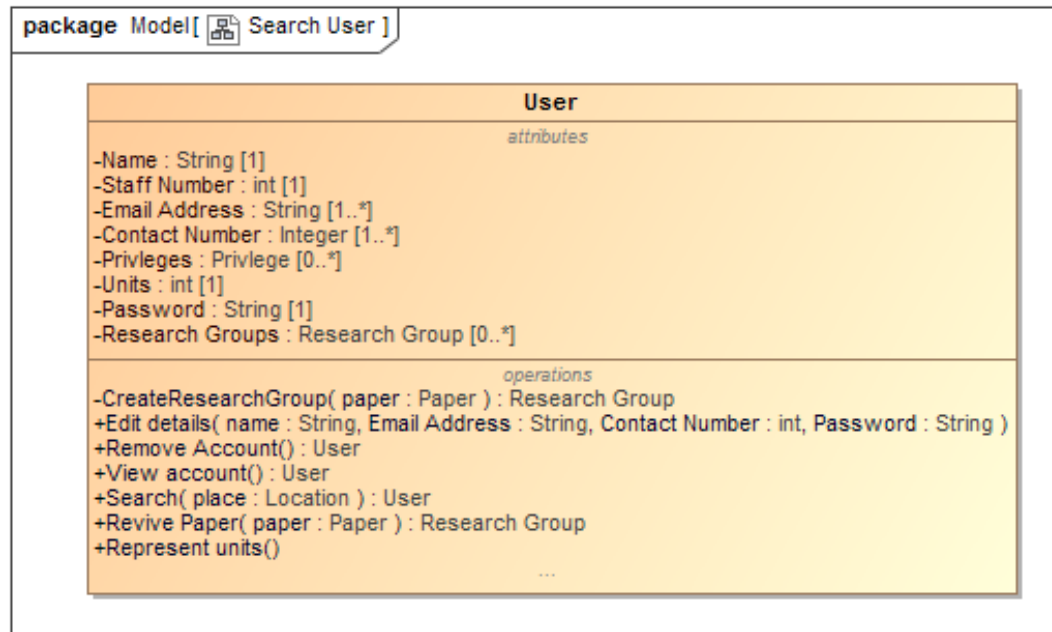 package Model[ Search User ]
User
attributes
-Name : String [1]
-Staff Number : int [1]
-Email Address : String [1..*]
-Contact Number : Integer [1..*]
-Privleges : Privlege [0..*]
-Units : int [1]
-Password : String [1]
-Research Groups : Research Group [0..*]
operations
-CreateResearchGroup( paper : Paper ) : Research Group
+Edit details( name : String, Email Address : String, Contact Number : int, Password : String )
+Remove Account() : User
+View account() : User
+Search( place : Location ) : User
+Revive Paper( paper : Paper ) : Research Group
+Represent units()
...